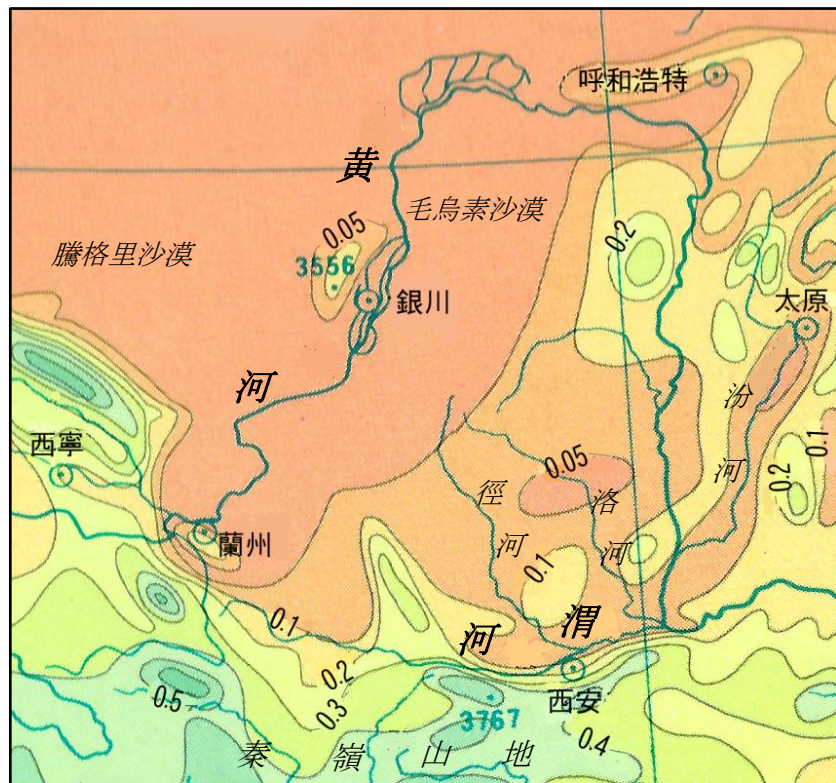 呼和浩特
黄
毛烏素沙漠
0.2
0.05
騰格里沙漠
3556
銀川
太原
河
汾
0.1
西寧
0.05
0.2
徑
洛
河
蘭州
河
河
0.1
0.1
渭
河
0.2
西安
0.5
0.3
3767
0.4
秦嶺山地